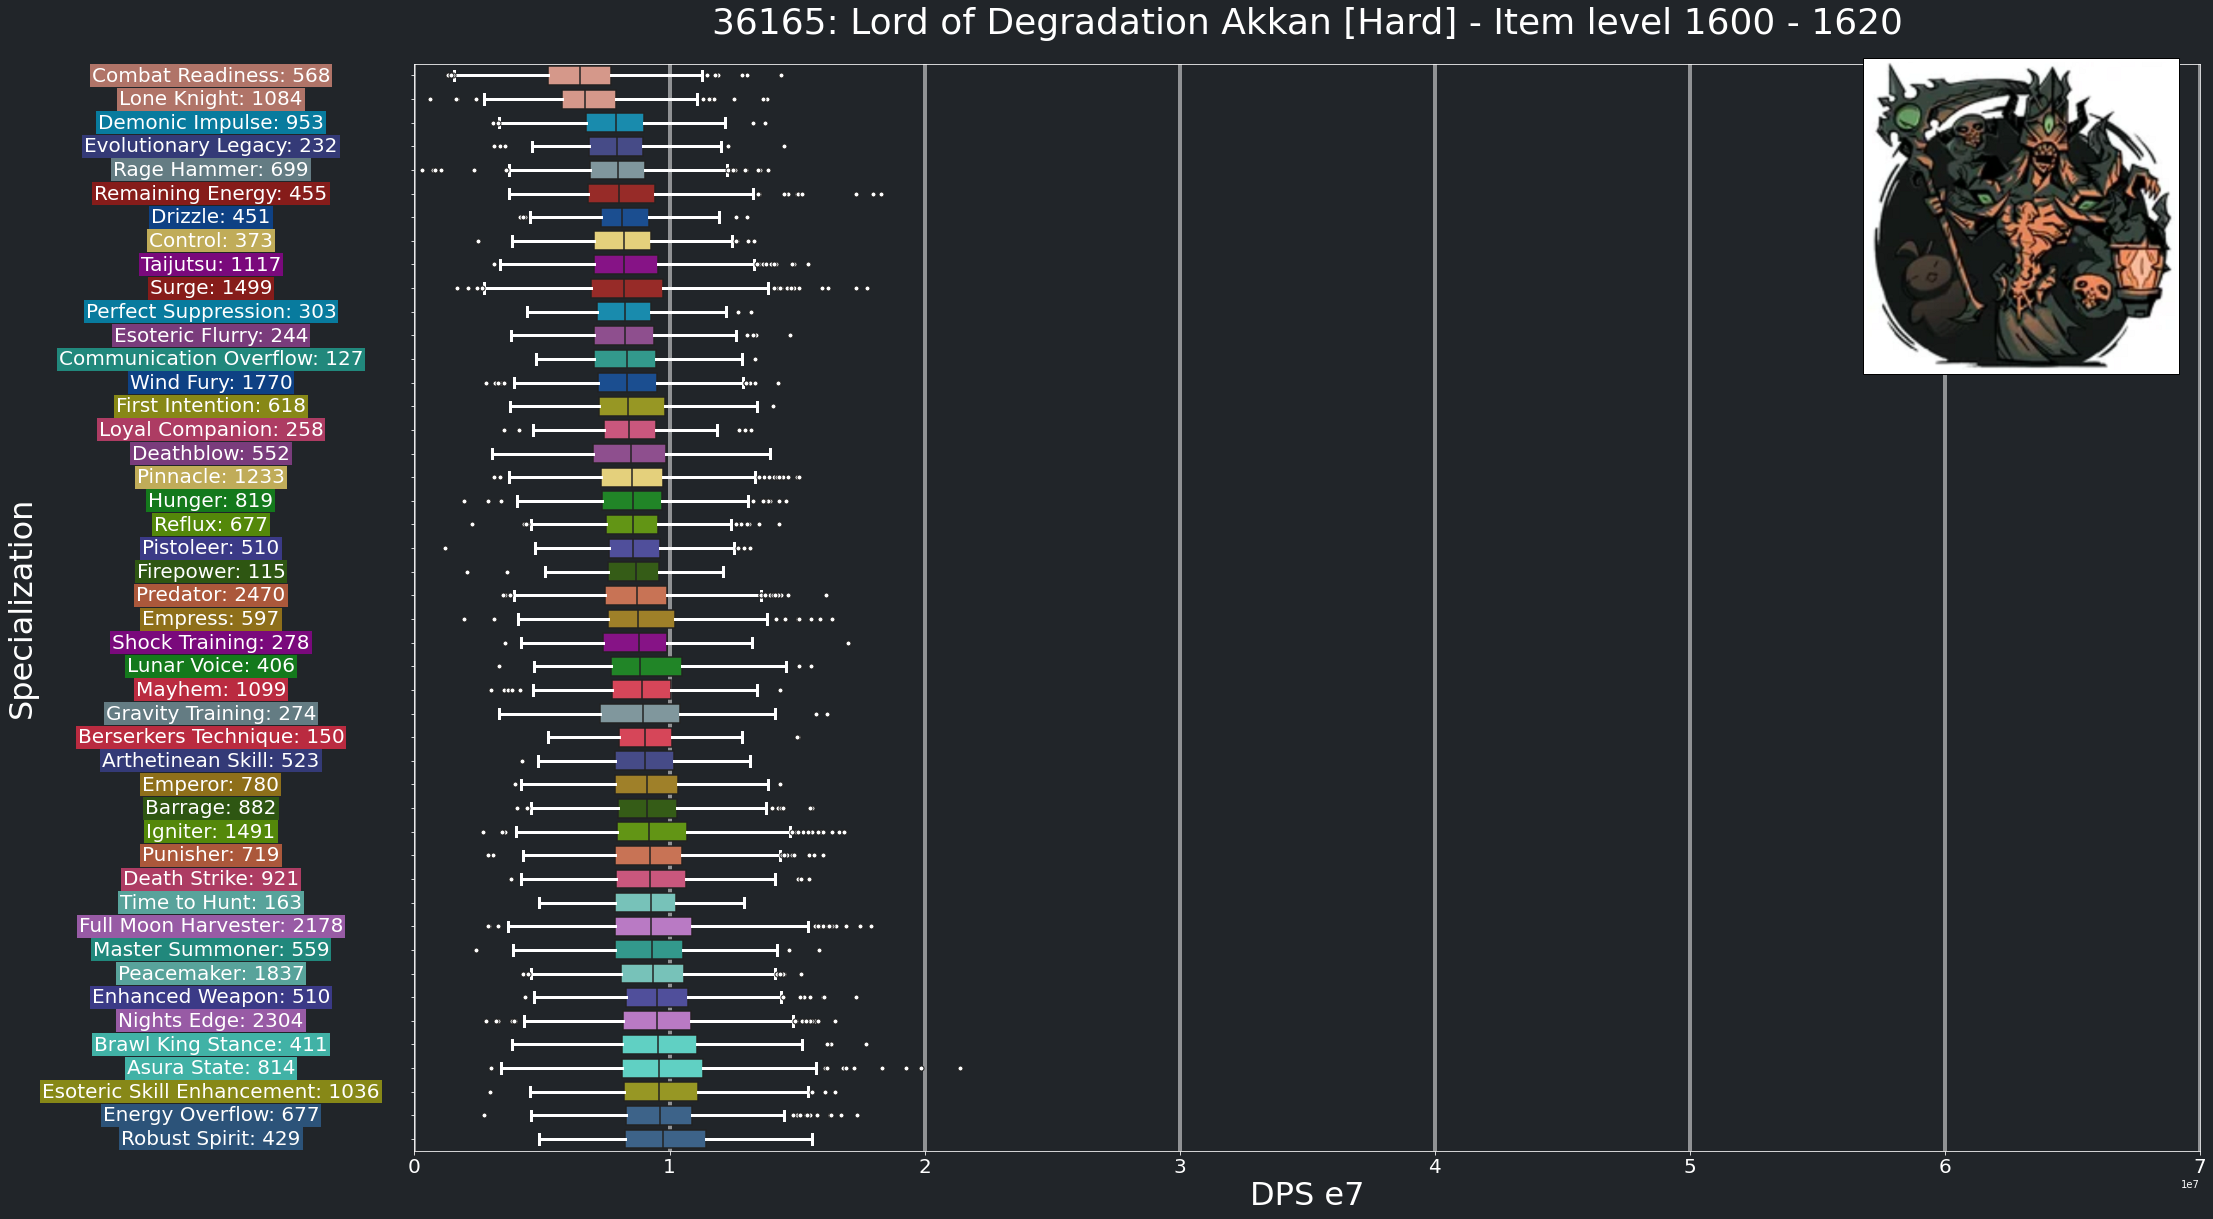 36165: Lord of Degradation Akkan [Hard] - Item level 1600 - 1620
Specialization
Combat Readiness: 568
Lone Knight: 1084
Demonic Impulse: 953
Evolutionary Legacy: 232
Rage Hammer: 699
Remaining Energy: 455
Drizzle: 451
Control: 373
Taijutsu: 1117
Surge: 1499
Perfect Suppression: 303
Esoteric Flurry: 244
Communication Overflow: 127
Wind Fury: 1770
First Intention: 618
Loyal Companion: 258
Deathblow: 552
Pinnacle: 1233
Hunger: 819
Reflux: 677
Pistoleer: 510
Firepower: 115
Predator: 2470
Empress: 597
Shock Training: 278
Lunar Voice: 406
Mayhem: 1099
Gravity Training: 274
Berserkers Technique: 150
Arthetinean Skill: 523
Emperor: 780
Barrage: 882
Igniter: 1491
Punisher: 719
Death Strike: 921
Time to Hunt: 163
Full Moon Harvester: 2178
Master Summoner: 559
Peacemaker: 1837
Enhanced Weapon: 510
Nights Edge: 2304
Brawl King Stance: 411
Asura State: 814
Esoteric Skill Enhancement: 1036
Energy Overflow: 677
Robust Spirit: 429
0 1 2 3 4 5 6 7
1e7
DPS e7